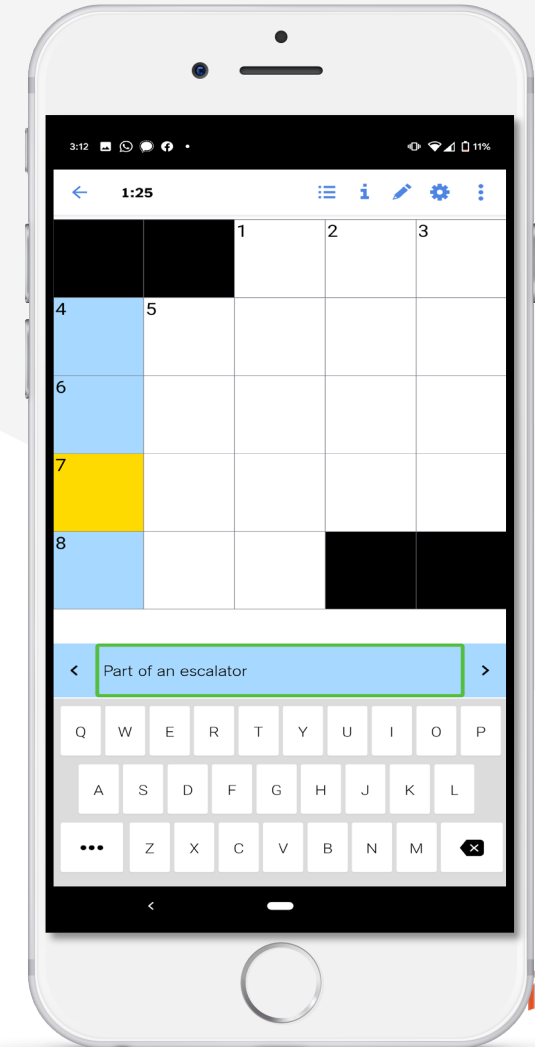 3:12 11%
1:25
1 2 3
4 5
6
7
8
Part of an escalator
Q W E R T Y U I O P
A S D F G H J K L
Z X C V B N M